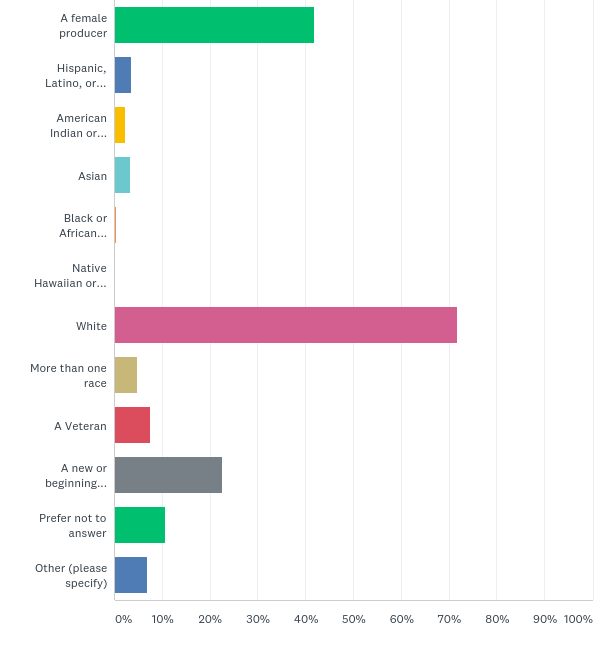 A female
producer
Hispanic,
Latino, or...
American
Indian or...
Asian
Black or
African...
Native
Hawaiian or...
White
More than one
race
A Veteran
A new or
beginning...
Prefer not to
answer
Other (please
specify)
0% 10% 20% 30% 40% 50% 60% 70% 80% 90% 100%